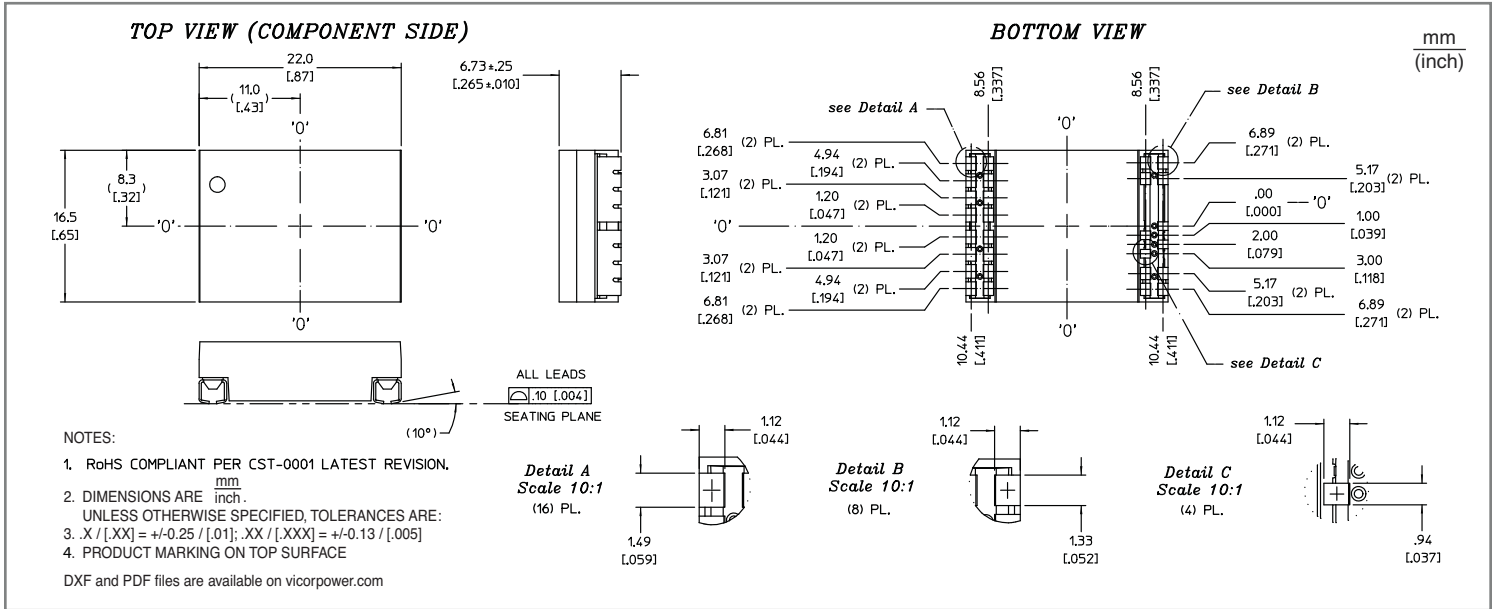 TOP VIEW (COMPONENT SIDE)
22.0
[.87]
11.0
( )
[.43]
'0'
8.3
( )
[.32]
16.5
[.65]
'0'
'0'
'0'
6.73±.25
[.265±.010]
ALL LEADS
.10 [.004]
SEATING PLANE
(10°)
BOTTOM VIEW
mm
(inch)
see Detail A
8.56
[.337]
8.56
[.337]
see Detail B
'0'
6.81
[.268] (2) PL.
4.94
[.194] (2) PL.
3.07
[.121] (2) PL.
1.20
[.047] (2) PL.
'0'
1.20
[.047] (2) PL.
3.07
[.121] (2) PL.
4.94
[.194] (2) PL.
6.81
[.268] (2) PL.
6.89
[.271] (2) PL.
5.17
[.203] (2) PL.
.00
[.000] '0'
1.00
[.039]
2.00
[.079]
3.00
[.118]
5.17
[.203] (2) PL.
6.89
[.271] (2) PL.
10.44
[.411]
'0'
10.44
[.411]
see Detail C
NOTES:
1. RoHS COMPLIANT PER CST-0001 LATEST REVISION.
2. DIMENSIONS ARE mm
inch.
UNLESS OTHERWISE SPECIFIED, TOLERANCES ARE:
3. .X / [.XX] = +/-0.25 / [.01]; .XX / [.XXX] = +/-0.13 / [.005]
4. PRODUCT MARKING ON TOP SURFACE
DXF and PDF files are available on vicorpower.com
Detail A
Scale 10:1
(16) PL.
1.12
[.044]
1.49
[.059]
Detail B
Scale 10:1
(8) PL.
1.12
[.044]
1.33
[.052]
Detail C
Scale 10:1
(4) PL.
1.12
[.044]
.94
[.037]